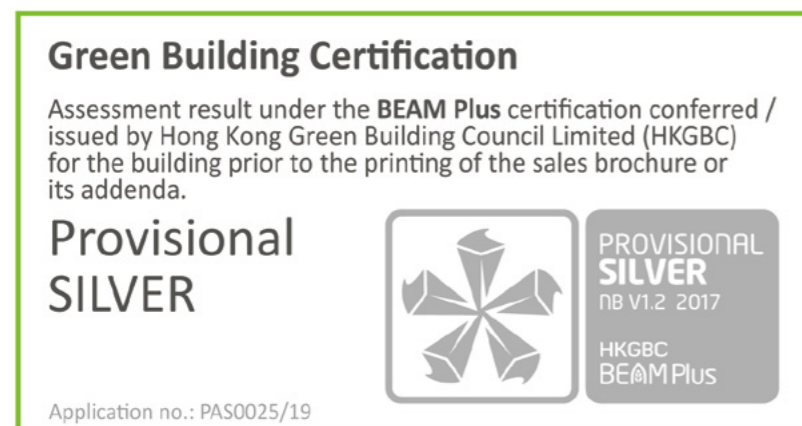 Green Building Certification
Assessment result under the BEAM Plus certification conferred /
issued by Hong Kong Green Building Council Limited (HKGBC)
for the building prior to the printing of the sales brochure or
its addenda.
Provisional
SILVER
PROVISIONAL
SILVER
NB V1.2 2017
HKGBC
BEAM Plus
Application no.: PAS0025/19